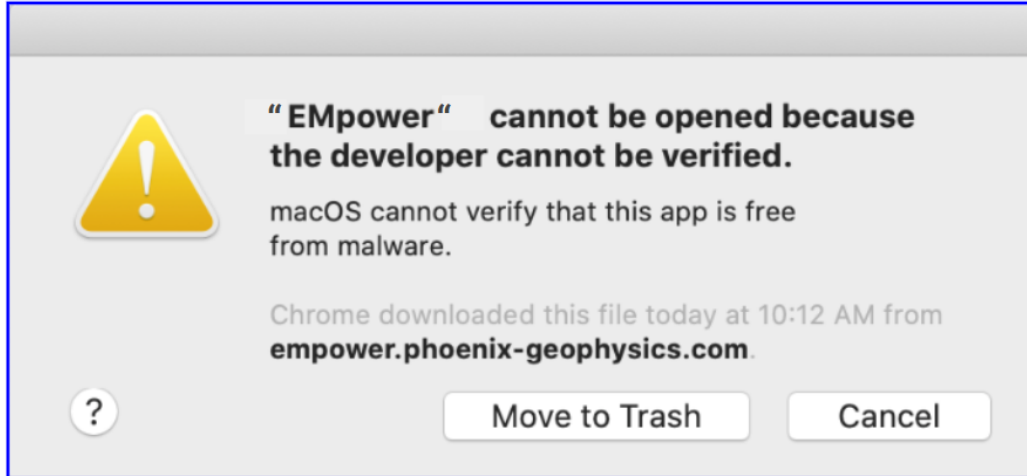 “EMpower“ cannot be opened because
the developer cannot be verified.
macOS cannot verify that this app is free
from malware.
Chrome downloaded this file today at 10:12 AM from
empower.phoenix-geophysics.com.
?
Move to Trash
Cancel